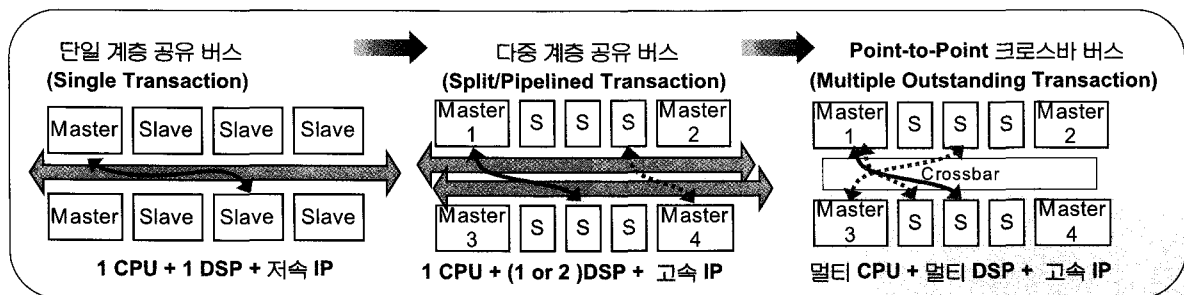 단일 계층 공유 버스
(Single Transaction)
Master Slave Slave Slave
Master Slave Slave Slave
1 CPU + 1 DSP + 저속 IP
다중 계층 공유 버스
(Split/Pipelined Transaction)
Master 1 S S S Master 2
Master 3 S S S Master 4
1 CPU + (1 or 2 )DSP + 고속 IP
Point-to-Point 크로스바 버스
(Multiple Outstanding Transaction)
Master 1 S S S Master 2
Crossbar
Master 3 S S S Master 4
멀티 CPU + 멀티 DSP + 고속 IP